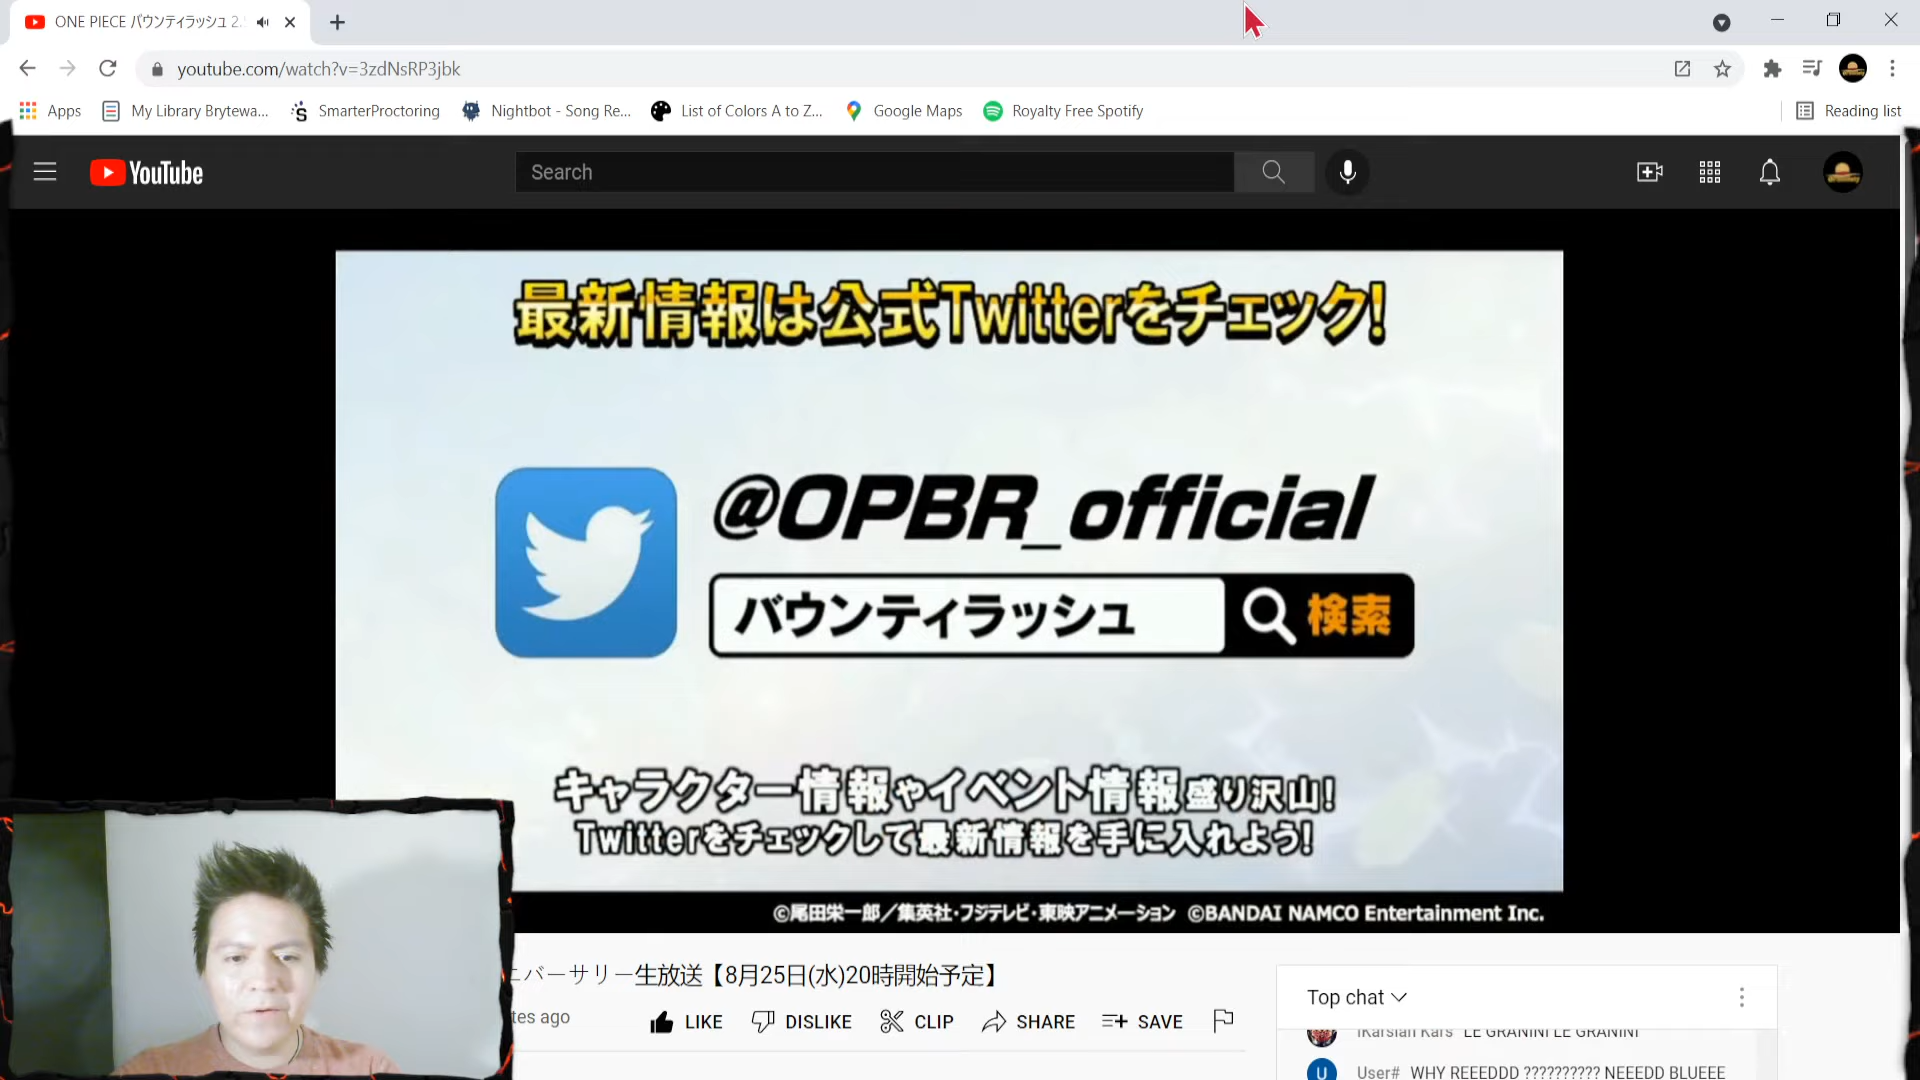 ONE PIECE バウンティラッシュ 2.
youtube.com/watch?v=3zdNsRP3jbk
Apps
My Library Brytewa...
SmarterProctoring
Nightbot - Song Re...
List of Colors A to Z...
Google Maps
Royalty Free Spotify
Reading list
YouTube
Search
最新情報は公式Twitterをチェック!
@OPBR_official
バウンティラッシュ 検索
キャラクター情報やイベント情報盛り沢山!
Twitterをチェックして最新情報を手に入れよう!
©尾田栄一郎／集英社・フジテレビ・東映アニメーション ©BANDAI NAMCO Entertainment Inc.
ニバーサリー生放送【8月25日(水)20時開始予定】
tes ago
LIKE
DISLIKE
CLIP
SHARE
SAVE
Top chat
iKarsian Kars LE GRANINI LE GRANINI
U User# WHY REEEDDD ?????????? NEEEDD BLUEEE